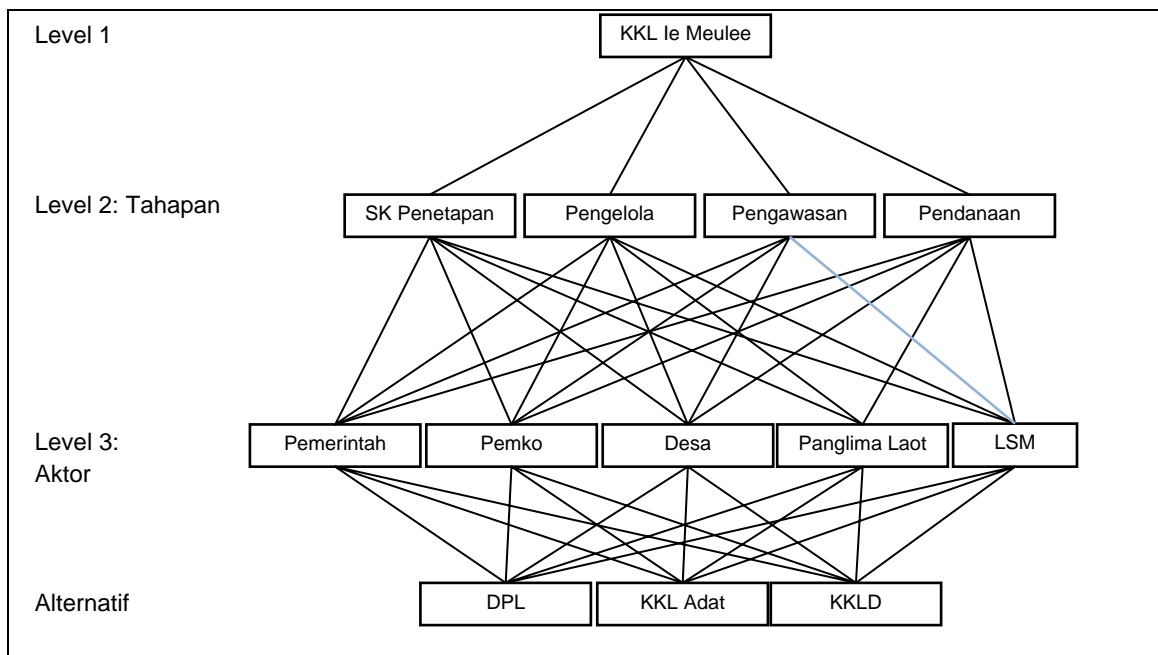 Level 1
KKL Ie Meulee
Level 2: Tahapan
SK Penetapan
Pengelola
Pengawasan
Pendanaan
Level 3:
Aktor
Pemerintah
Pemko
Desa
Panglima Laot
LSM
Alternatif
DPL
KKL Adat
KKLD